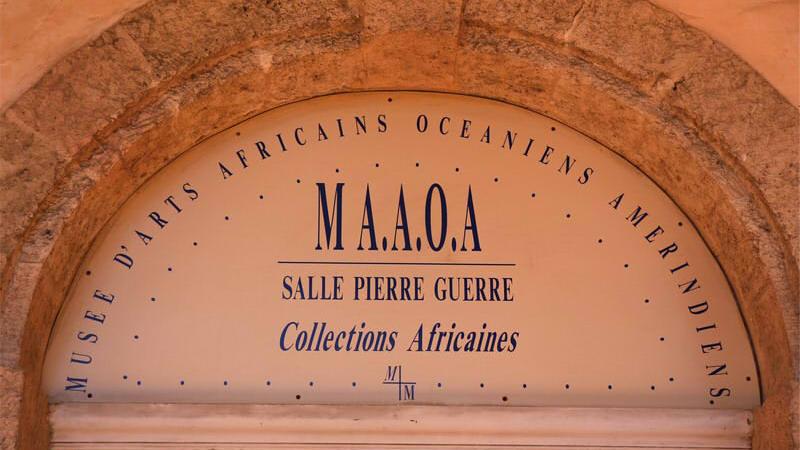 MUSEE D'ARTS AFRICAINS OCEANIENS AMERINDIENS
M A.A.O.A
SALLE PIERRE GUERRE
Collections Africaines
M
M